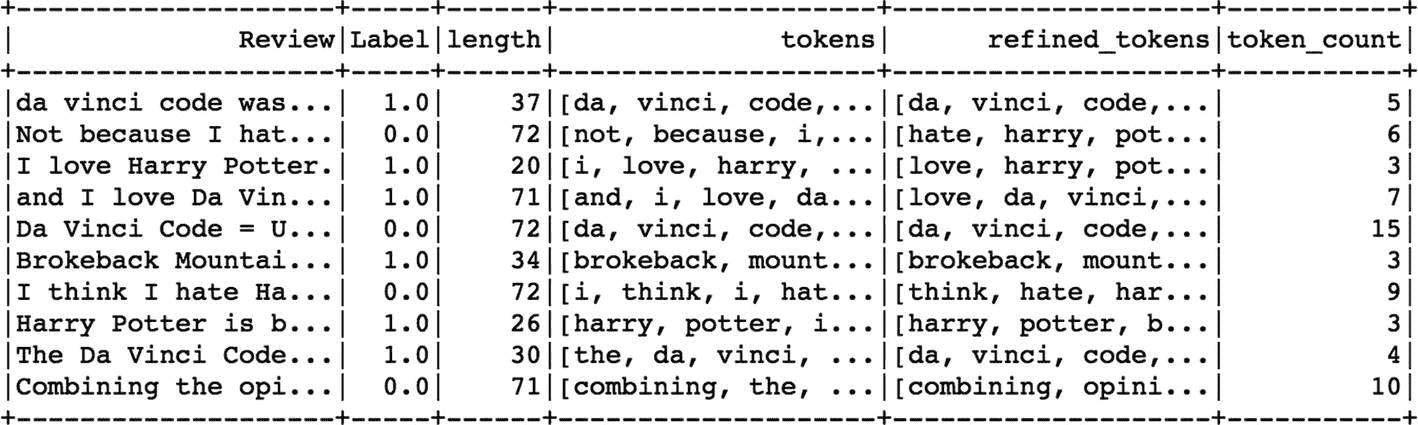 +--------------------+-----+------+--------------------+--------------------+-----------+
|              Review|Label|length|              tokens|      refined_tokens|token_count|
+--------------------+-----+------+--------------------+--------------------+-----------+
|da vinci code was...|  1.0|    37|[da, vinci, code,...|[da, vinci, code,...|          5|
|Not because I hat...|  0.0|    72|[not, because, i,...|[hate, harry, pot...|          6|
|I love Harry Potter.|  1.0|    20|[i, love, harry, ...|[love, harry, pot...|          3|
|and I love Da Vin...|  1.0|    71|[and, i, love, da...|[love, da, vinci,...|          7|
|Da Vinci Code = U...|  0.0|    72|[da, vinci, code,...|[da, vinci, code,...|         15|
|Brokeback Mountai...|  1.0|    34|[brokeback, mount...|[brokeback, mount...|          3|
|I think I hate Ha...|  0.0|    72|[i, think, i, hat...|[think, hate, har...|          9|
|Harry Potter is b...|  1.0|    26|[harry, potter, i...|[harry, potter, b...|          3|
|The Da Vinci Code...|  1.0|    30|[the, da, vinci, ...|[da, vinci, code,...|          4|
|Combining the opi...|  0.0|    71|[combining, the, ...|[combining, opini...|         10|
+--------------------+-----+------+--------------------+--------------------+-----------+